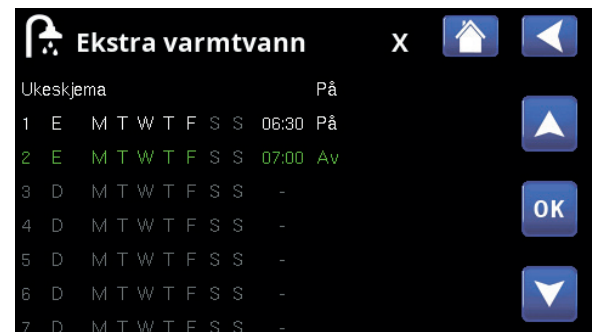 Ekstra varmtvann X
Ukeskjema På
1 E M T W T F S S 06:30 På
2 E M T W T F S S 07:00 Av
3 D M T W T F S S -
4 D M T W T F S S -
5 D M T W T F S S -
6 D M T W T F S S -
7 D M T W T F S S -
OK